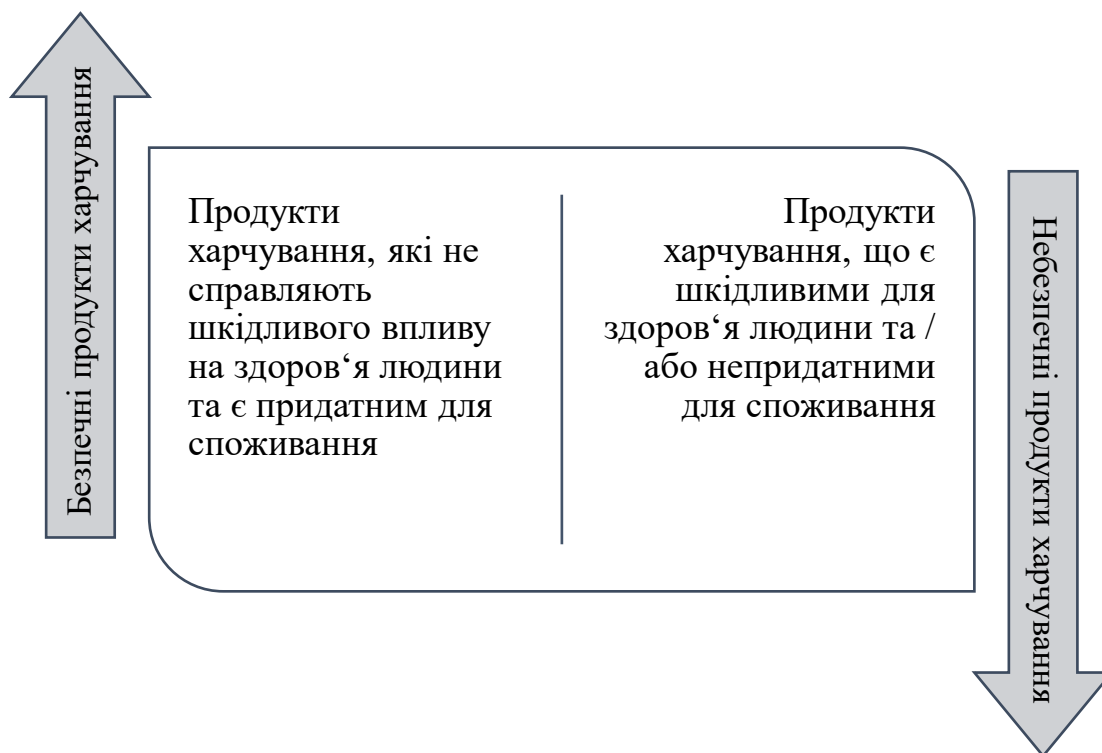 Безпечні продукти харчування
Продукти
харчування, які не
справляють
шкідливого впливу
на здоров‘я людини
та є придатним для
споживання
Продукти
харчування, що є
шкідливими для
здоров‘я людини та /
або непридатними
для споживання
Небезпечні продукти харчування